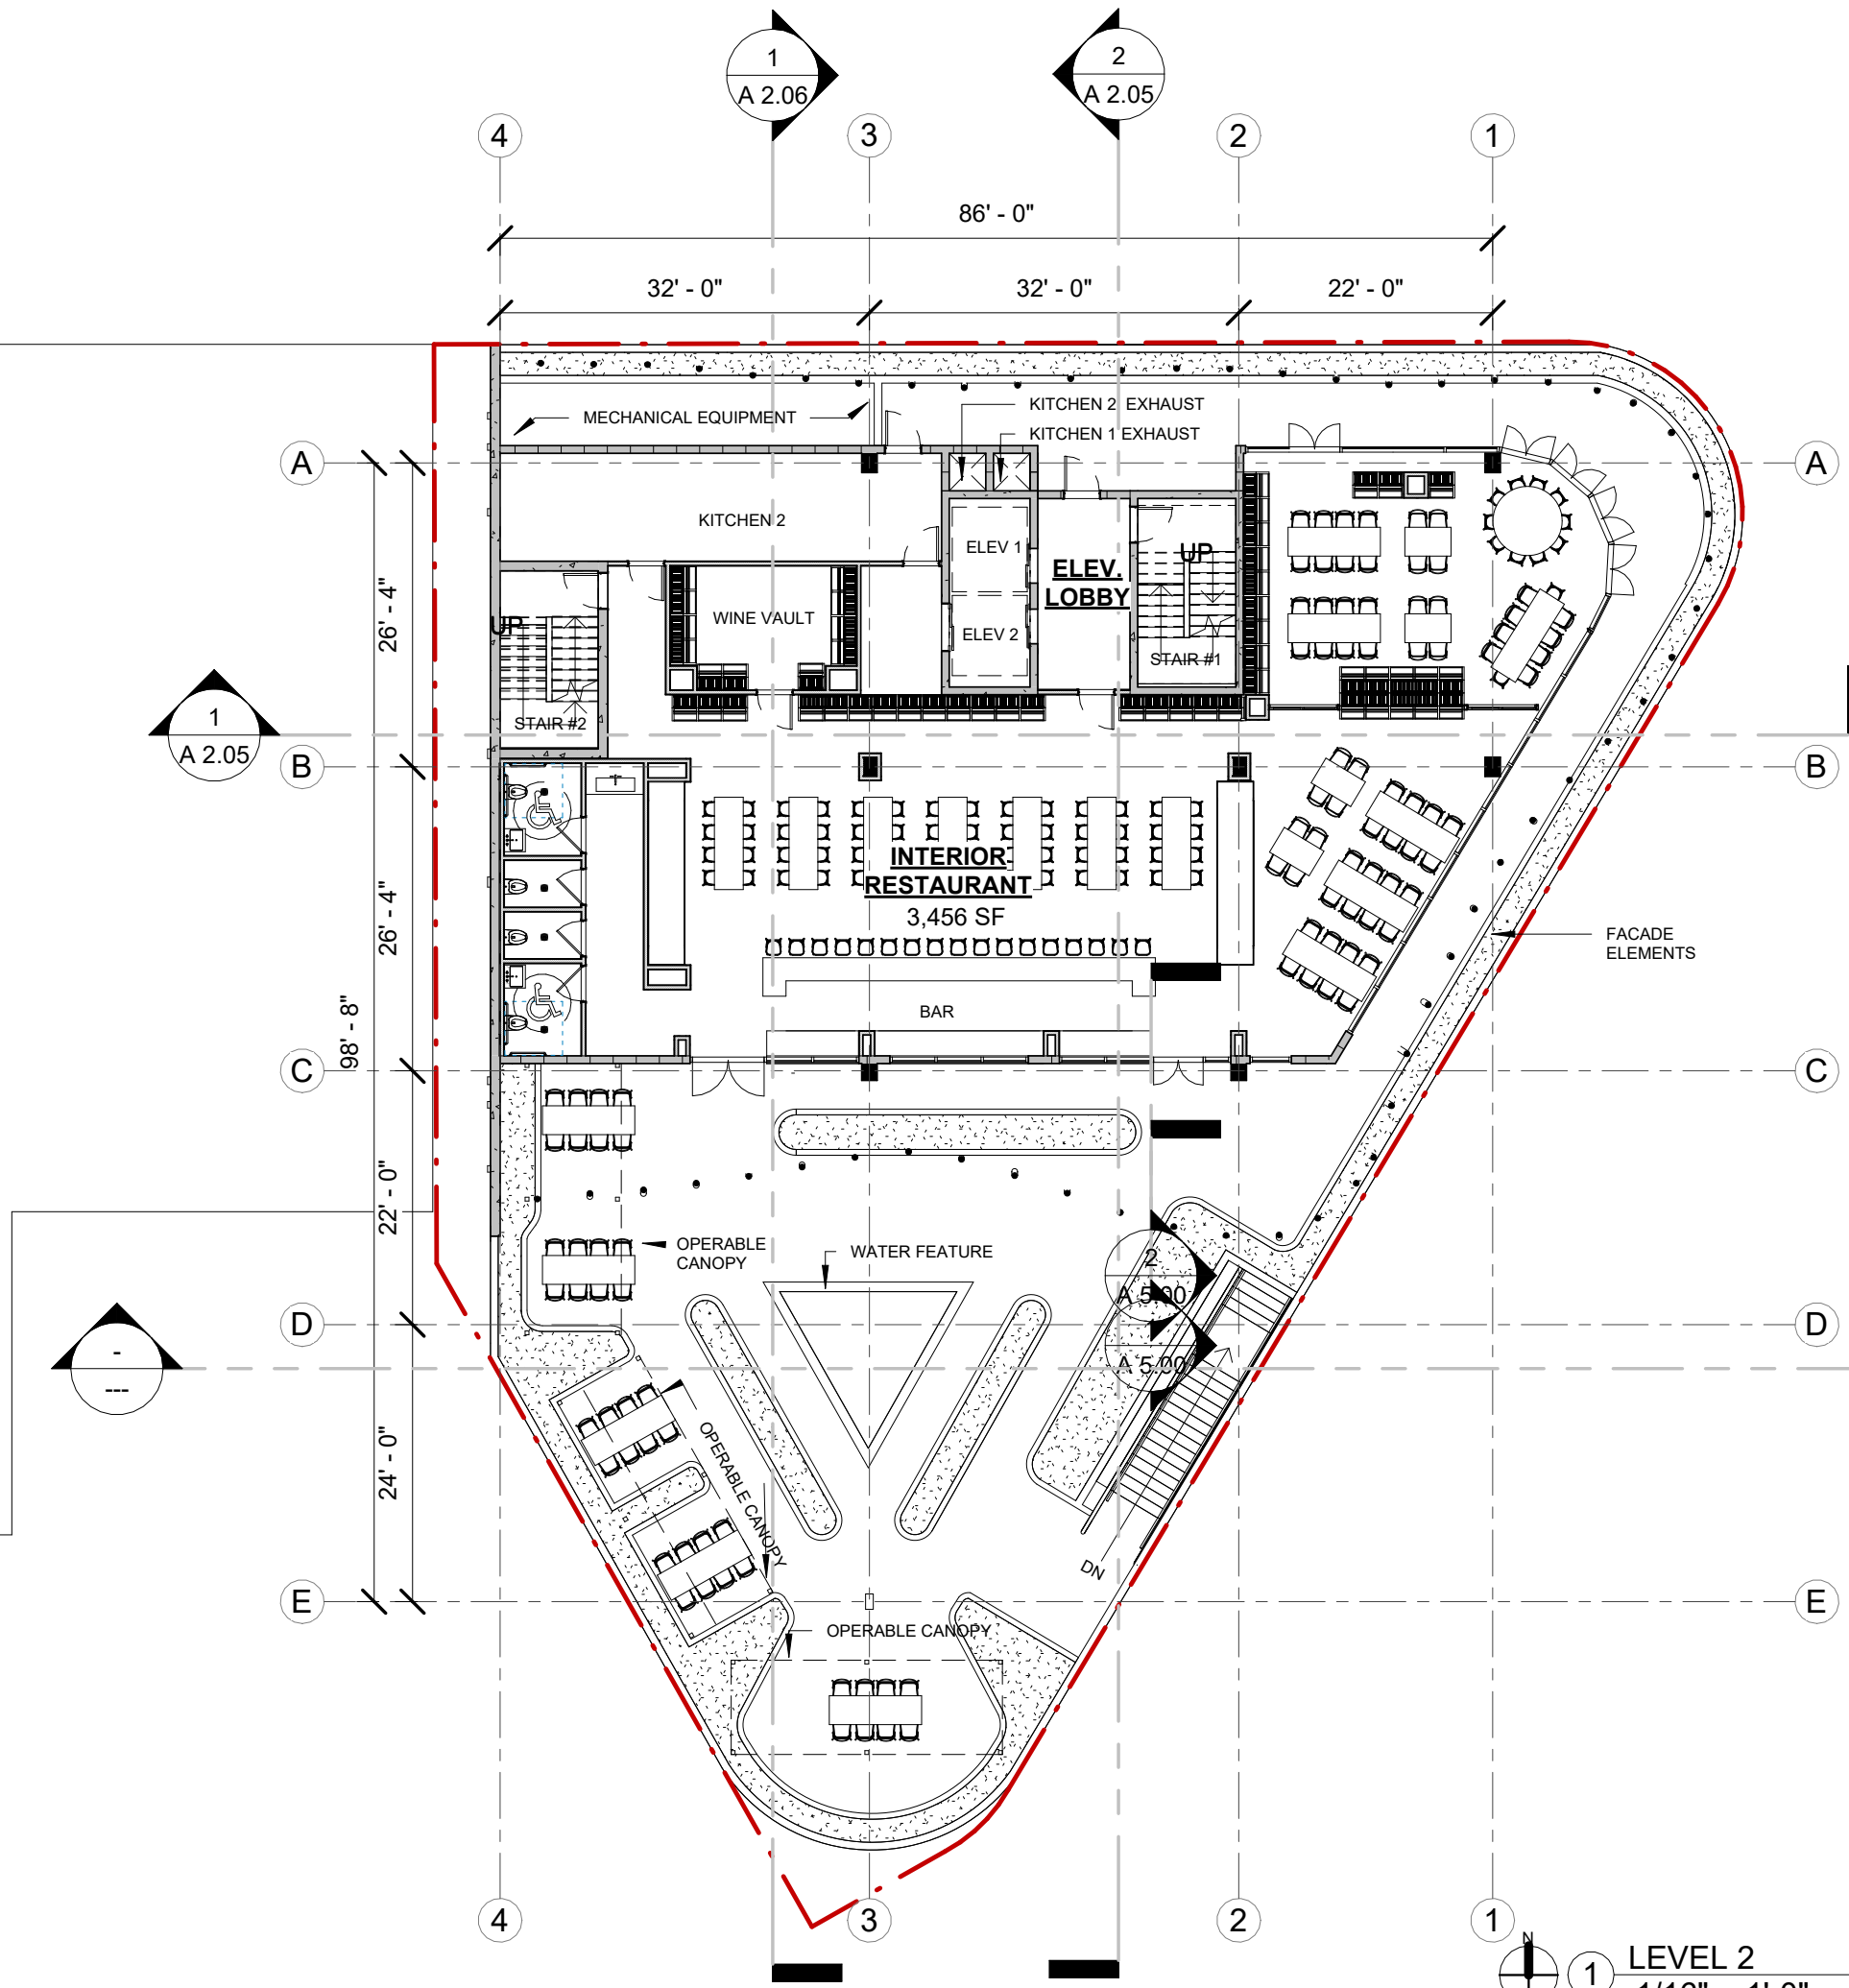 1
A 2.06
2
A 2.05
4
3
2
1
86' - 0"
32' - 0"
32' - 0"
22' - 0"
MECHANICAL EQUIPMENT
KITCHEN 2 EXHAUST
KITCHEN 1 EXHAUST
A
A
KITCHEN 2
ELEV 1
UP
ELEV.
LOBBY
26' - 4"
WINE VAULT
UP
ELEV 2
STAIR #1
STAIR #2
1
A 2.05
B
B
INTERIOR
RESTAURANT
3,456 SF
26' - 4"
FACADE
ELEMENTS
BAR
98' - 8"
C
C
22' - 0"
OPERABLE
CANOPY
WATER FEATURE
2
A 5.00
D
D
-
---
A 5.00
24' - 0"
OPERABLE CANOPY
DN
E
E
OPERABLE CANOPY
4
3
2
1
N
1
LEVEL 2